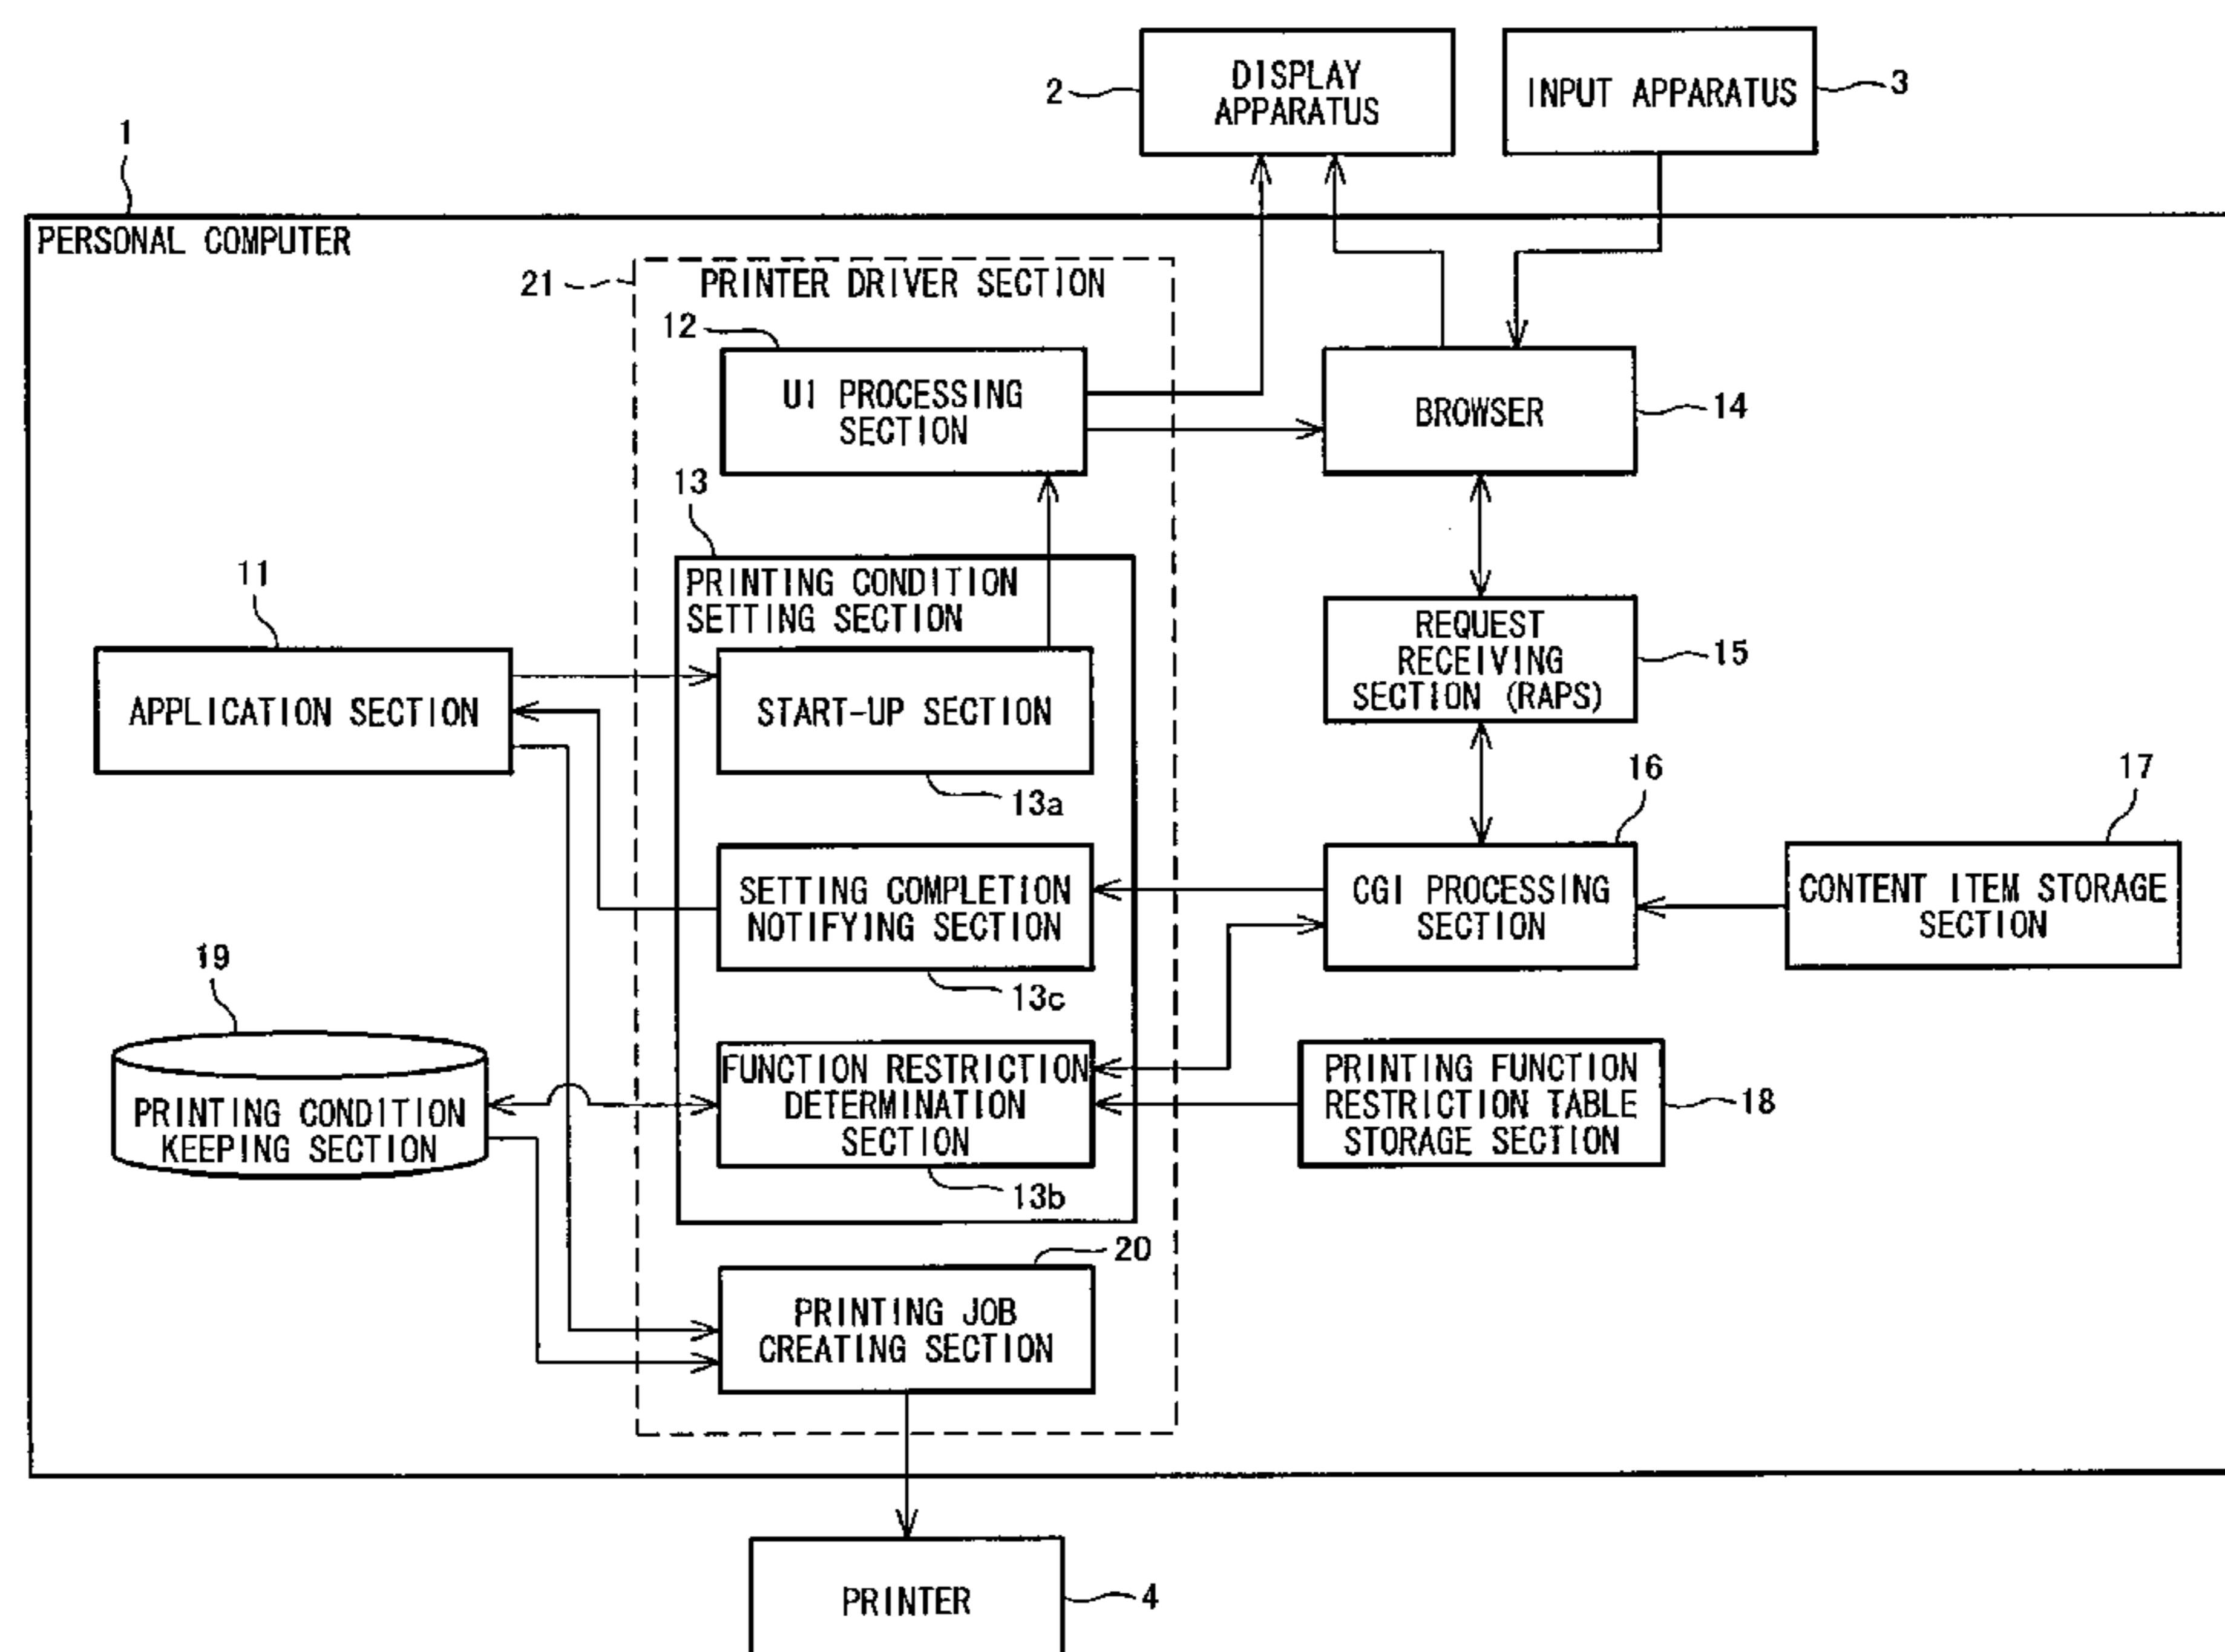 DISPLAY
APPARATUS
2
INPUT APPARATUS
3
1
PERSONAL COMPUTER
21
PRINTER DRIVER SECTION
12
UI PROCESSING
SECTION
BROWSER
14
13
PRINTING CONDITION
SETTING SECTION
11
APPLICATION SECTION
START-UP SECTION
13a
REQUEST
RECEIVING
SECTION (RAPS)
15
16
17
SETTING COMPLETION
NOTIFYING SECTION
13c
CGI PROCESSING
SECTION
CONTENT ITEM STORAGE
SECTION
19
PRINTING CONDITION
KEEPING SECTION
FUNCTION RESTRICTION
DETERMINATION
SECTION
13b
PRINTING FUNCTION
RESTRICTION TABLE
STORAGE SECTION
18
20
PRINTING JOB
CREATING SECTION
PRINTER
4